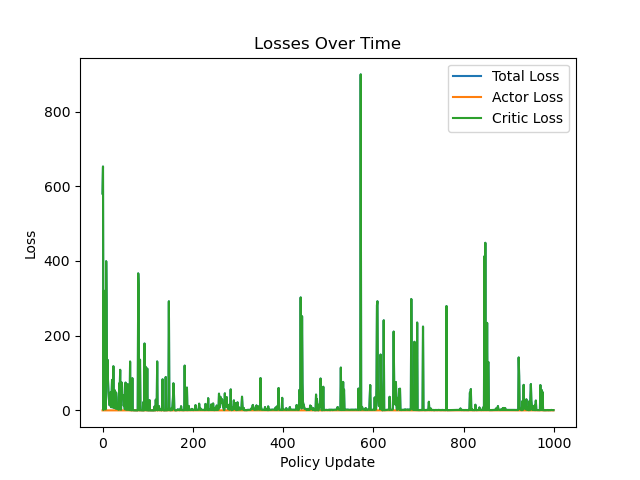 Losses Over Time
Total Loss
Actor Loss
Critic Loss
Loss
800
600
400
200
0
0 200 400 600 800 1000
Policy Update